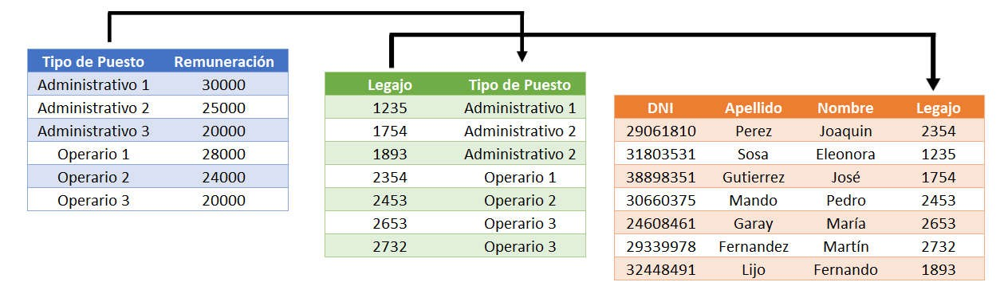 Tipo de Puesto Remuneración
Administrativo 1 30000
Administrativo 2 25000
Administrativo 3 20000
Operario 1 28000
Operario 2 24000
Operario 3 20000
Legajo Tipo de Puesto
1235 Administrativo 1
1754 Administrativo 2
1893 Administrativo 2
2354 Operario 1
2453 Operario 2
2653 Operario 3
2732 Operario 3
DNI Apellido Nombre Legajo
29061810 Perez Joaquin 2354
31803531 Sosa Eleonora 1235
38898351 Gutierrez José 1754
30660375 Mando Pedro 2453
24608461 Garay María 2653
29339978 Fernandez Martín 2732
32448491 Lijo Fernando 1893